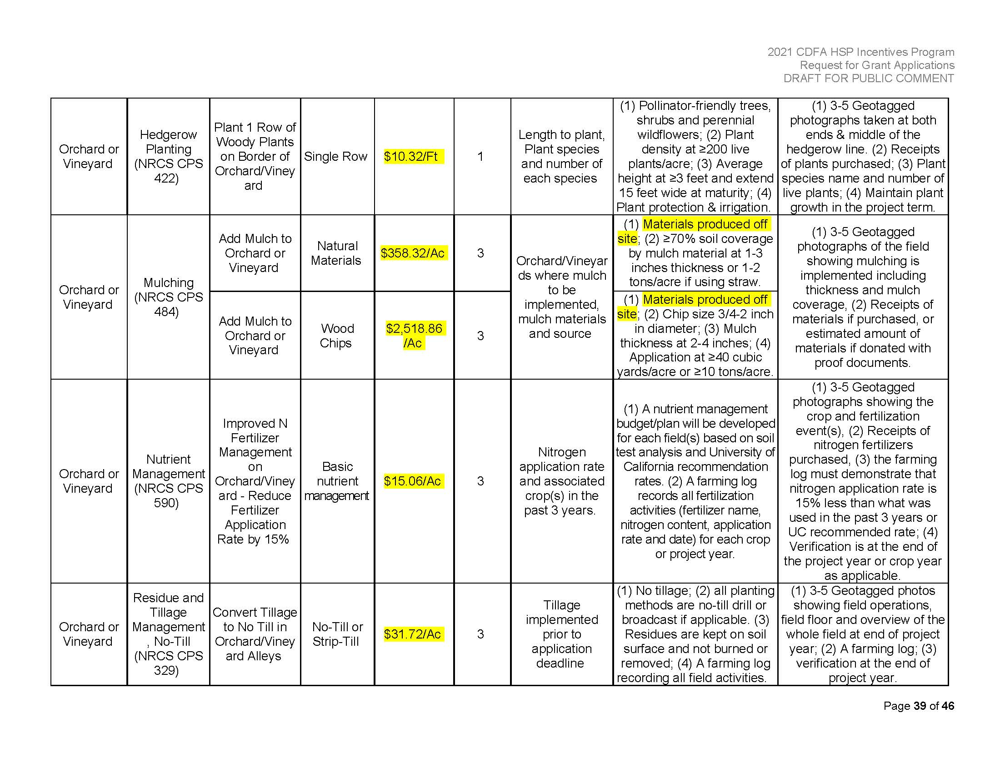 2021 CDFA HSP Incentives Program
Request for Grant Applications
DRAFT FOR PUBLIC COMMENT
Orchard or
Vineyard
Hedgerow
Planting
(NRCS CPS
422)
Plant 1 Row of
Woody Plants
on Border of
Orchard/Viney
ard
Single Row
$10.32/Ft
1
Length to plant,
Plant species
and number of
each species
(1) Pollinator-friendly trees,
shrubs and perennial
wildflowers; (2) Plant
density at ≥200 live
plants/acre; (3) Average
height at ≥3 feet and extend
15 feet wide at maturity; (4)
Plant protection & irrigation.
(1) 3-5 Geotagged
photographs taken at both
ends & middle of the
hedgerow line. (2) Receipts
of plants purchased; (3) Plant
species name and number of
live plants; (4) Maintain plant
growth in the project term.
Orchard or
Vineyard
Mulching
(NRCS CPS
484)
Add Mulch to
Orchard or
Vineyard
Natural
Materials
$358.32/Ac
3
Orchard/Vineyar
ds where mulch
to be
implemented,
mulch materials
and source
(1) Materials produced off
site; (2) ≥70% soil coverage
by mulch material at 1-3
inches thickness or 1-2
tons/acre if using straw.
(1) 3-5 Geotagged
photographs of the field
showing mulching is
implemented including
thickness and mulch
coverage, (2) Receipts of
materials if purchased, or
estimated amount of
materials if donated with
proof documents.
Add Mulch to
Orchard or
Vineyard
Wood
Chips
$2,518.86
/Ac
3
(1) Materials produced off
site; (2) Chip size 3/4-2 inch
in diameter; (3) Mulch
thickness at 2-4 inches; (4)
Application at ≥40 cubic
yards/acre or ≥10 tons/acre.
Orchard or
Vineyard
Nutrient
Management
(NRCS CPS
590)
Improved N
Fertilizer
Management
on
Orchard/Viney
ard - Reduce
Fertilizer
Application
Rate by 15%
Basic
nutrient
management
$15.06/Ac
3
Nitrogen
application rate
and associated
crop(s) in the
past 3 years.
(1) A nutrient management
budget/plan will be developed
for each field(s) based on soil
test analysis and University of
California recommendation
rates. (2) A farming log
records all fertilization
activities (fertilizer name,
nitrogen content, application
rate and date) for each crop
or project year.
(1) 3-5 Geotagged
photographs showing the
crop and fertilization
event(s), (2) Receipts of
nitrogen fertilizers
purchased, (3) the farming
log must demonstrate that
nitrogen application rate is
15% less than what was
used in the past 3 years or
UC recommended rate; (4)
Verification is at the end of
the project year or crop year
as applicable.
Orchard or
Vineyard
Residue and
Tillage
Management
, No-Till
(NRCS CPS
329)
Convert Tillage
to No Till in
Orchard/Viney
ard Alleys
No-Till or
Strip-Till
$31.72/Ac
3
Tillage
implemented
prior to
application
deadline
(1) No tillage; (2) all planting
methods are no-till drill or
broadcast if applicable. (3)
Residues are kept on soil
surface and not burned or
removed; (4) A farming log
recording all field activities.
(1) 3-5 Geotagged photos
showing field operations,
field floor and overview of the
whole field at end of project
year; (2) A farming log; (3)
verification at the end of
project year.
Page 39 of 46